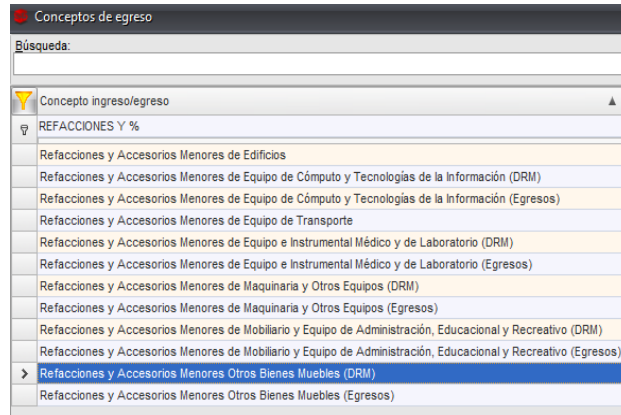 Conceptos de egreso
Búsqueda:
Concepto ingreso/egreso
REFACCIONES Y %
Refacciones y Accesorios Menores de Edificios
Refacciones y Accesorios Menores de Equipo de Cómputo y Tecnologías de la Información (DRM)
Refacciones y Accesorios Menores de Equipo de Cómputo y Tecnologías de la Información (Egresos)
Refacciones y Accesorios Menores de Equipo de Transporte
Refacciones y Accesorios Menores de Equipo e Instrumental Médico y de Laboratorio (DRM)
Refacciones y Accesorios Menores de Equipo e Instrumental Médico y de Laboratorio (Egresos)
Refacciones y Accesorios Menores de Maquinaria y Otros Equipos (DRM)
Refacciones y Accesorios Menores de Maquinaria y Otros Equipos (Egresos)
Refacciones y Accesorios Menores de Mobiliario y Equipo de Administración, Educacional y Recreativo (DRM)
Refacciones y Accesorios Menores de Mobiliario y Equipo de Administración, Educacional y Recreativo (Egresos)
Refacciones y Accesorios Menores Otros Bienes Muebles (DRM)
Refacciones y Accesorios Menores Otros Bienes Muebles (Egresos)